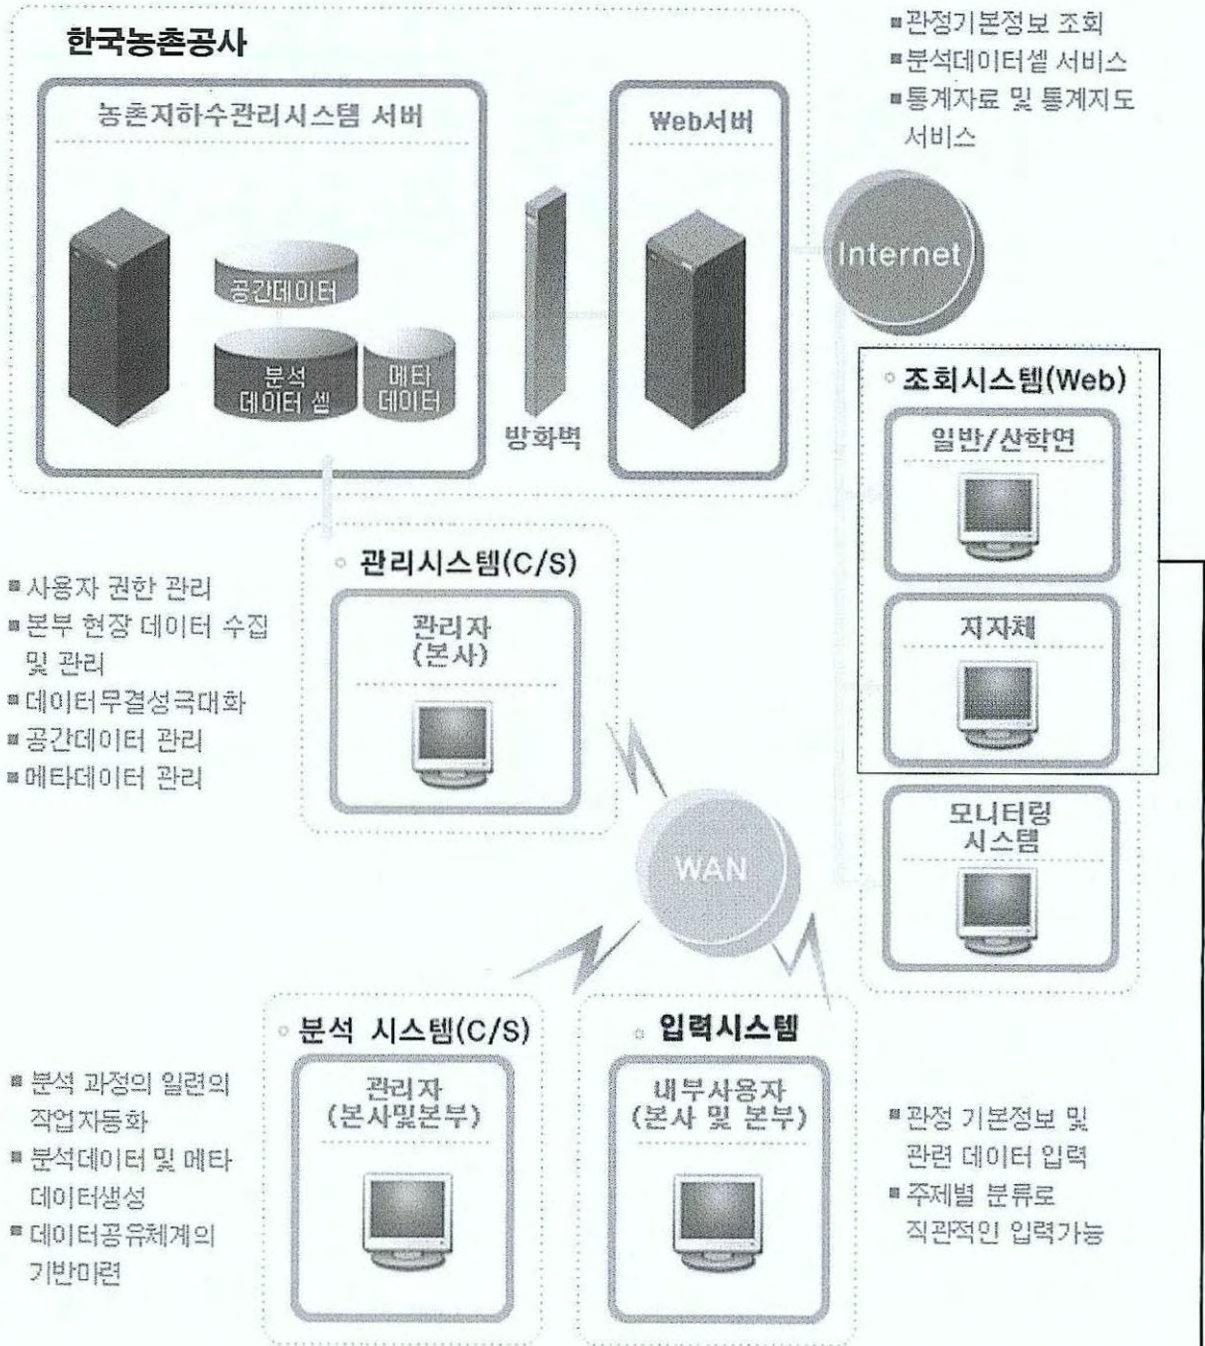 한국농촌공사
농촌지하수관리시스템 서버
공간데이터
분석
데이터 셑
메타
데이터
방화벽
Web서버
■관정기본정보 조회
■분석데이터셑 서비스
■통계자료 및 통계지도
서비스
Internet
조회시스템(Web)
일반/산학연
지자체
모니터링
시스템
■사용자 권한 관리
■본부 현장 데이터 수집
및 관리
■데이터무결성극대화
■공간데이터 관리
■메타데이터 관리
관리시스템(C/S)
관리자
(본사)
WAN
분석 시스템(C/S)
관리자
(본사및본부)
입력시스템
내부사용자
(본사 및 본부)
■분석 과정의 일련의
작업자동화
■분석데이터 및 메타
데이터생성
■데이터공유체계의
기반마련
■관정 기본정보 및
관련 데이터 입력
■주제별 분류로
직관적인 입력가능